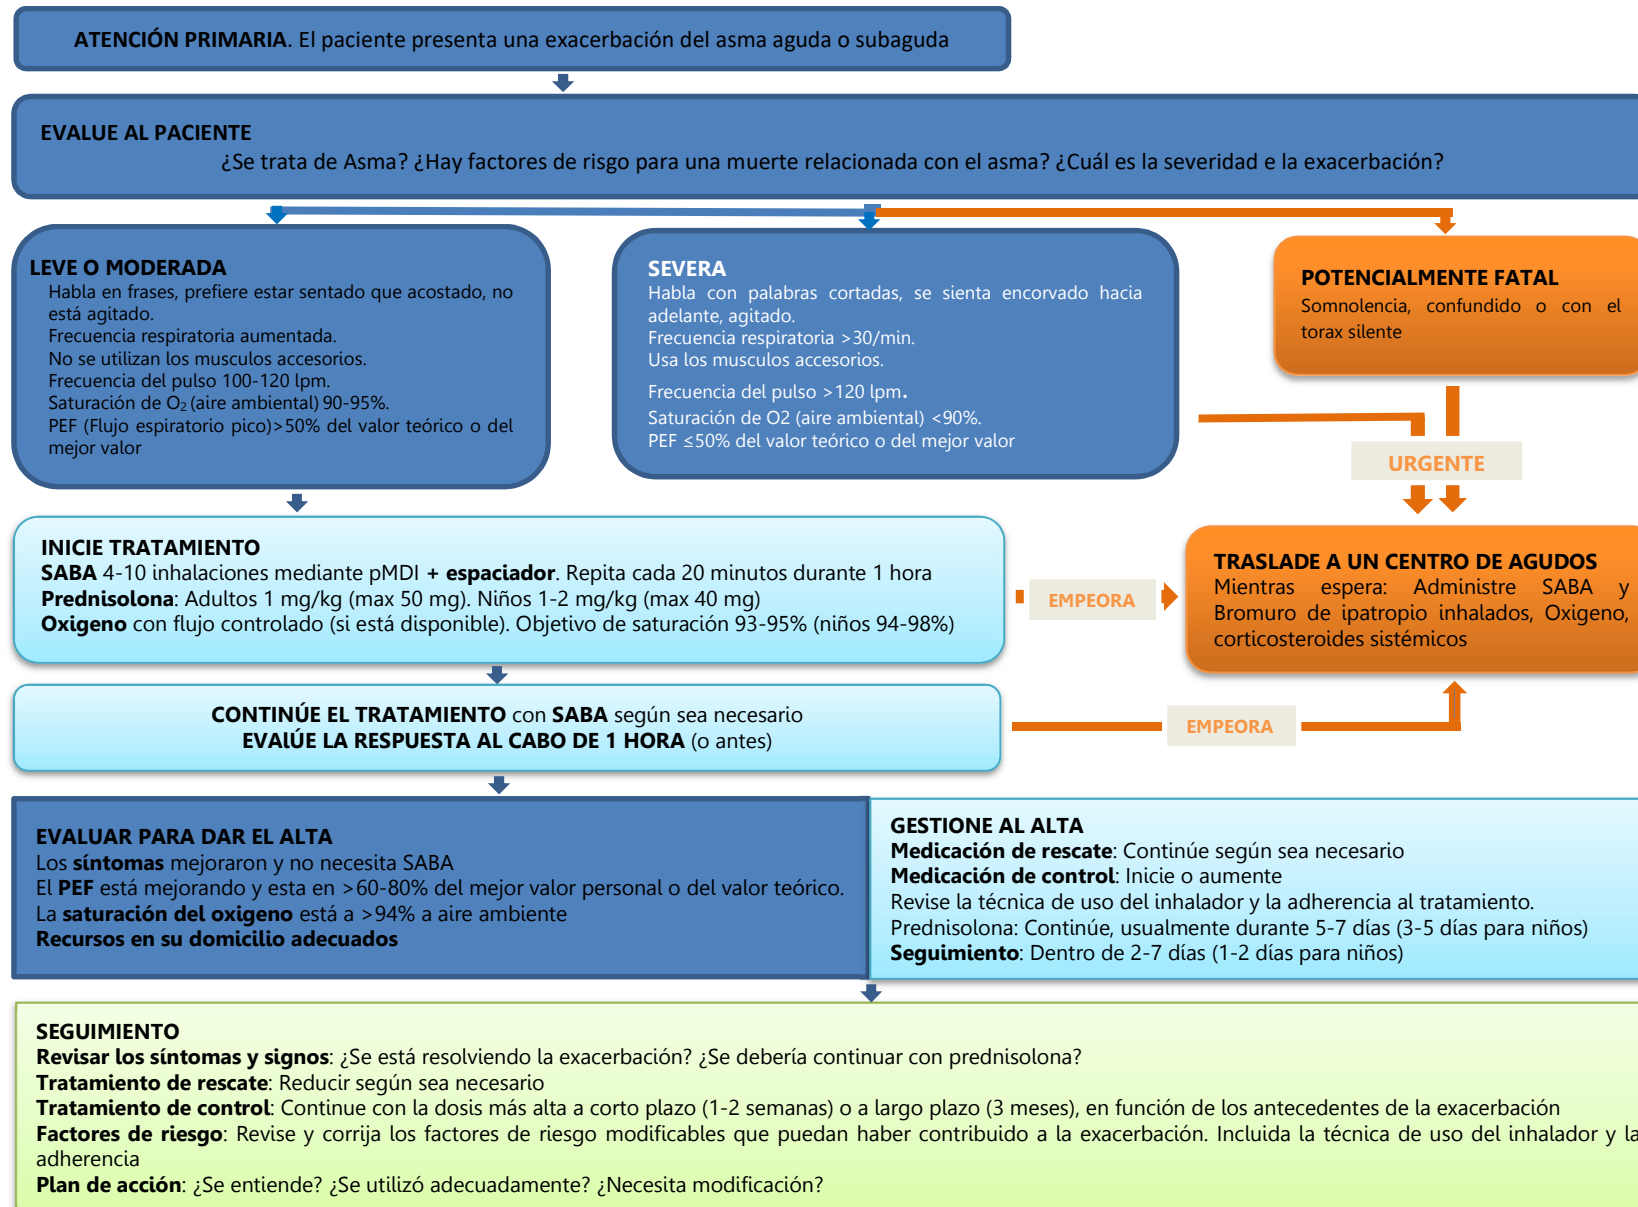 ATENCIÓN PRIMARIA. El paciente presenta una exacerbación del asma aguda o subaguda
EVALUE AL PACIENTE
¿Se trata de Asma? ¿Hay factores de risgo para una muerte relacionada con el asma? ¿Cuál es la severidad e la exacerbación?
LEVE O MODERADA
Habla en frases, prefiere estar sentado que acostado, no
está agitado.
Frecuencia respiratoria aumentada.
No se utilizan los musculos accesorios.
Frecuencia del pulso 100-120 lpm.
Saturación de O₂ (aire ambiental) 90-95%.
PEF (Flujo espiratorio pico)>50% del valor teórico o del
mejor valor
SEVERA
Habla con palabras cortadas, se sienta encorvado hacia
adelante, agitado.
Frecuencia respiratoria >30/min.
Usa los musculos accesorios.
Frecuencia del pulso >120 lpm.
Saturación de O2 (aire ambiental) <90%.
PEF ≤50% del valor teórico o del mejor valor
POTENCIALMENTE FATAL
Somnolencia, confundido o con el
torax silente
URGENTE
INICIE TRATAMIENTO
SABA 4-10 inhalaciones mediante pMDI + espaciador. Repita cada 20 minutos durante 1 hora
Prednisolona: Adultos 1 mg/kg (max 50 mg). Niños 1-2 mg/kg (max 40 mg)
Oxigeno con flujo controlado (si está disponible). Objetivo de saturación 93-95% (niños 94-98%)
EMPEORA
TRASLADE A UN CENTRO DE AGUDOS
Mientras espera: Administre SABA y
Bromuro de ipatropio inhalados, Oxigeno,
corticosteroides sistémicos
CONTINÚE EL TRATAMIENTO con SABA según sea necesario
EVAlÚE LA RESPUESTA AL CABO DE 1 HORA (o antes)
EMPEORA
EVALUAR PARA DAR EL ALTA
Los síntomas mejoraron y no necesita SABA
El PEF está mejorando y esta en >60-80% del mejor valor personal o del valor teórico.
La saturación del oxigeno está a >94% a aire ambiente
Recursos en su domicilio adecuados
GESTIONE AL ALTA
Medicación de rescate: Continúe según sea necesario
Medicación de control: Inicie o aumente
Revise la técnica de uso del inhalador y la adherencia al tratamiento.
Prednisolona: Continúe, usualmente durante 5-7 días (3-5 días para niños)
Seguimiento: Dentro de 2-7 días (1-2 días para niños)
SEGUIMIENTO
Revisar los síntomas y signos: ¿Se está resolviendo la exacerbación? ¿Se debería continuar con prednisolona?
Tratamiento de rescate: Reducir según sea necesario
Tratamiento de control: Continue con la dosis más alta a corto plazo (1-2 semanas) o a largo plazo (3 meses), en función de los antecedentes de la exacerbación
Factores de riesgo: Revise y corrija los factores de riesgo modificables que puedan haber contribuido a la exacerbación. Incluida la técnica de uso del inhalador y la
adherencia
Plan de acción: ¿Se entiende? ¿Se utilizó adecuadamente? ¿Necesita modificación?